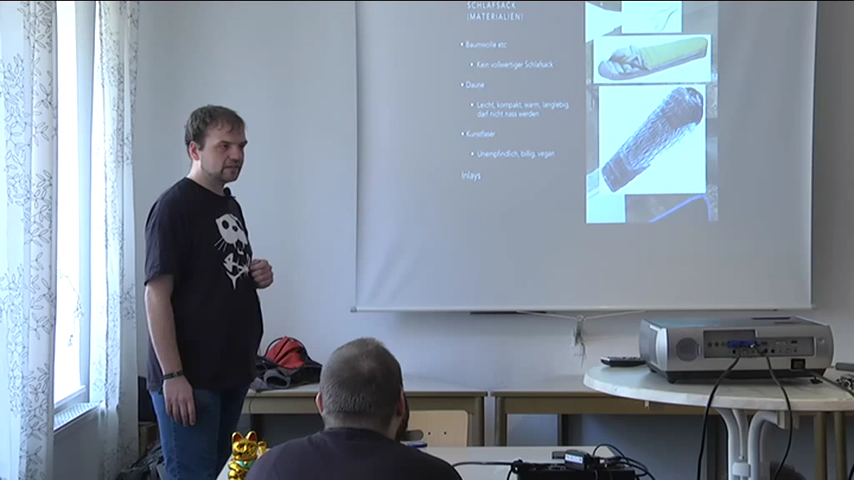 SCHLAFSACK
(MATERIALIEN)
• Baumwolle etc
• Kein vollwertiger Schlafsack
• Daune
• Leicht, kompakt, warm, langlebig,
darf nicht nass werden
• Kunstfaser
• Unempfindlich, billig, vegan
Inlays